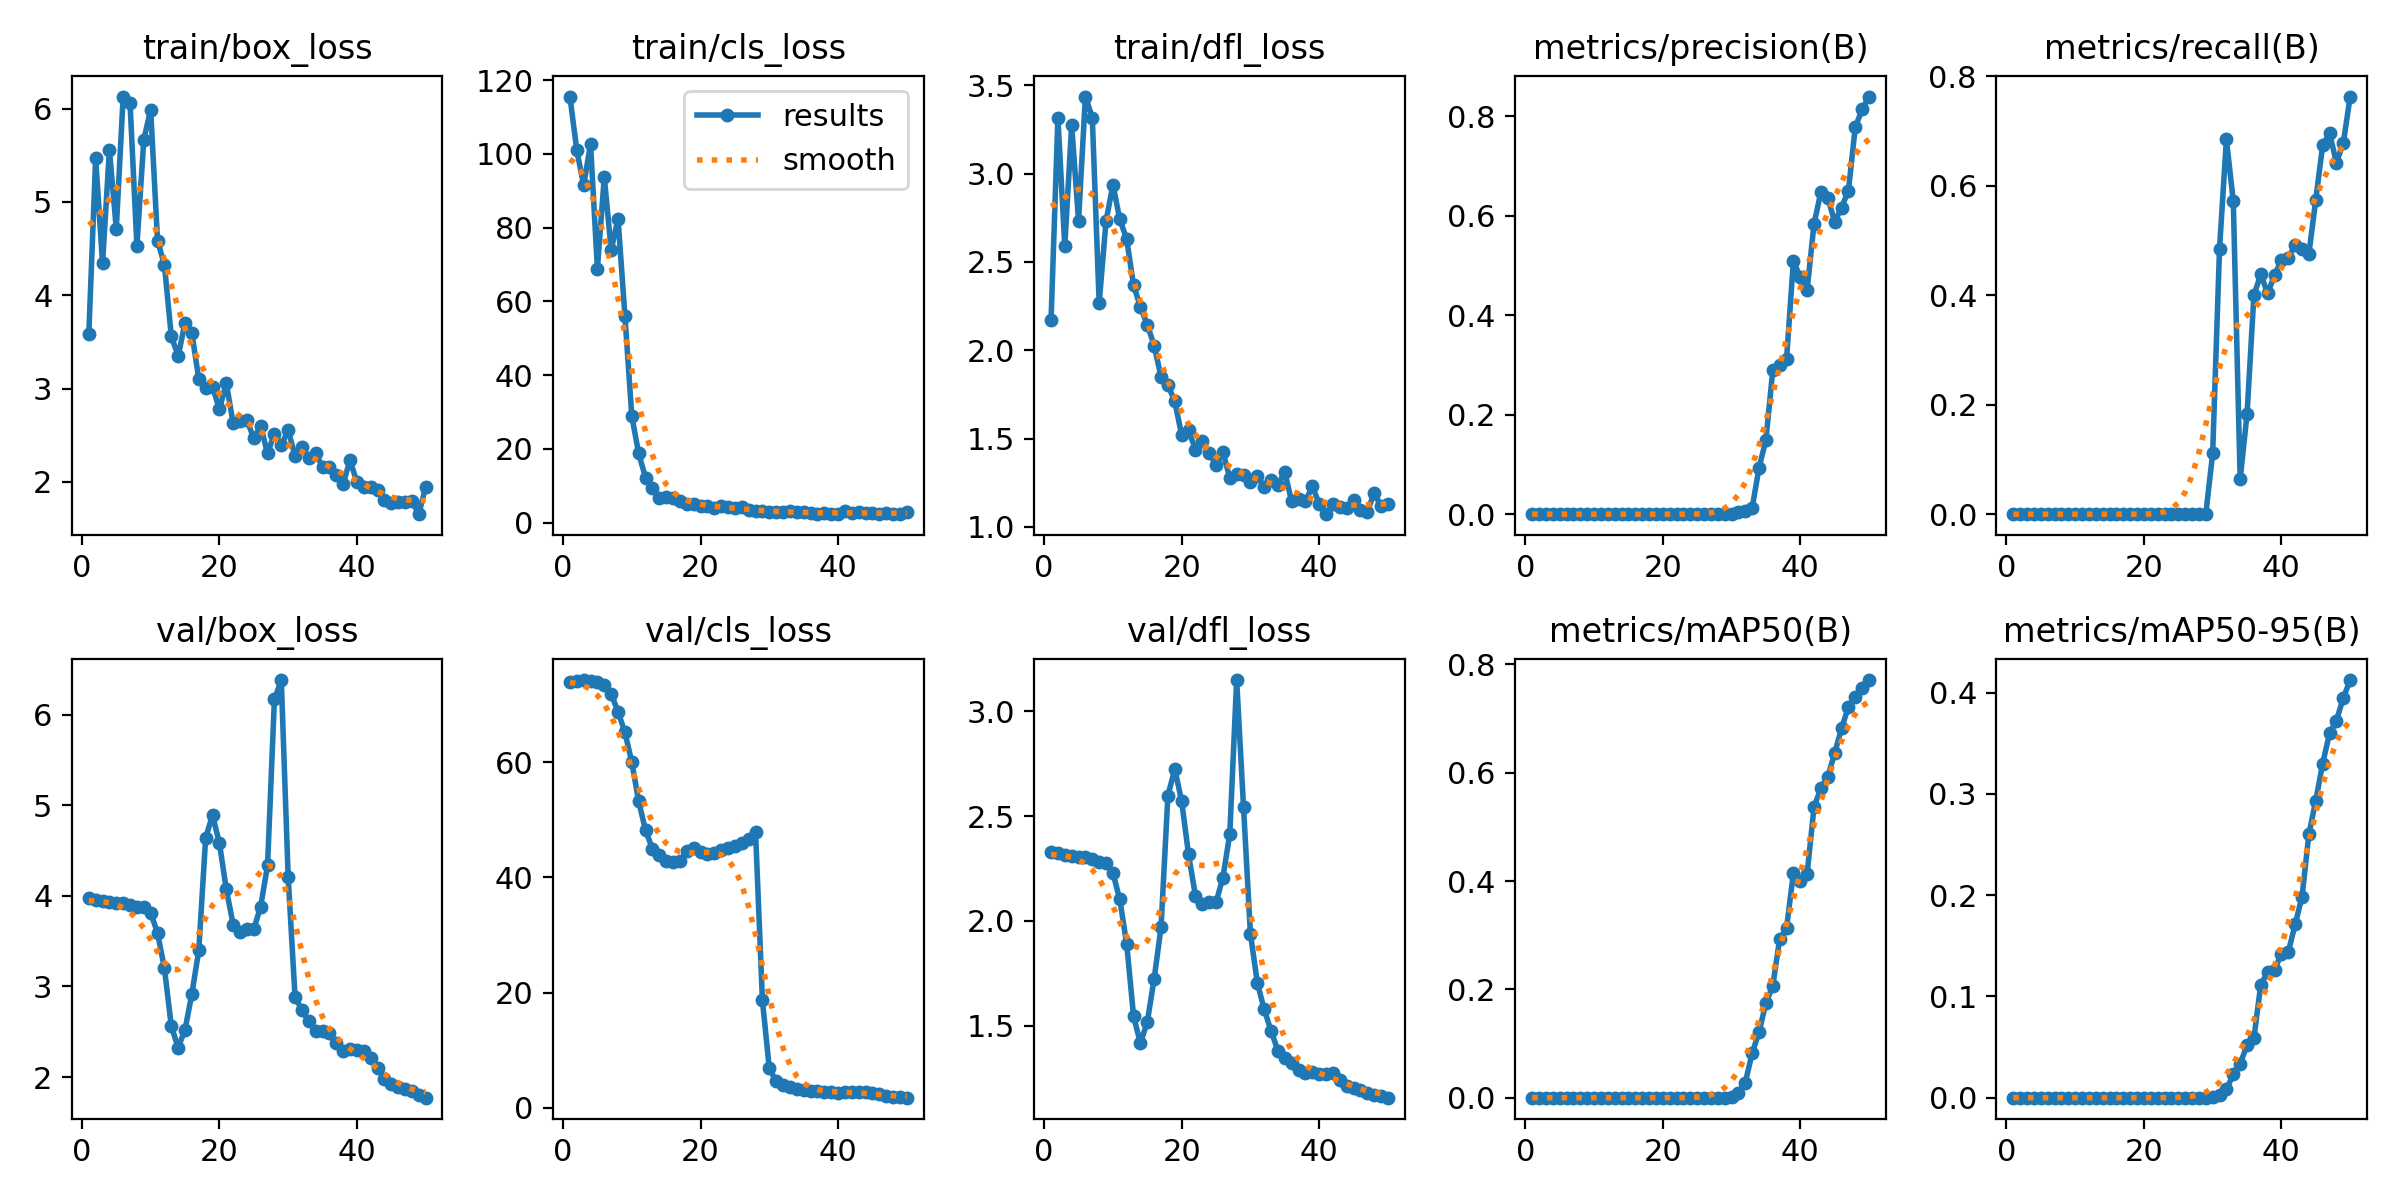 train/box_loss
train/cls_loss
train/dfl_loss
metrics/precision(B)
metrics/recall(B)
6
5
4
3
2
0 20 40
120
100
80
60
40
20
0
results
smooth
0 20 40
3.5
3.0
2.5
2.0
1.5
1.0
0 20 40
0.8
0.6
0.4
0.2
0.0
0 20 40
0.8
0.6
0.4
0.2
0.0
0 20 40
val/box_loss
val/cls_loss
val/dfl_loss
metrics/mAP50(B)
metrics/mAP50-95(B)
6
5
4
3
2
0 20 40
60
40
20
0
0 20 40
3.0
2.5
2.0
1.5
0 20 40
0.8
0.6
0.4
0.2
0.0
0 20 40
0.4
0.3
0.2
0.1
0.0
0 20 40